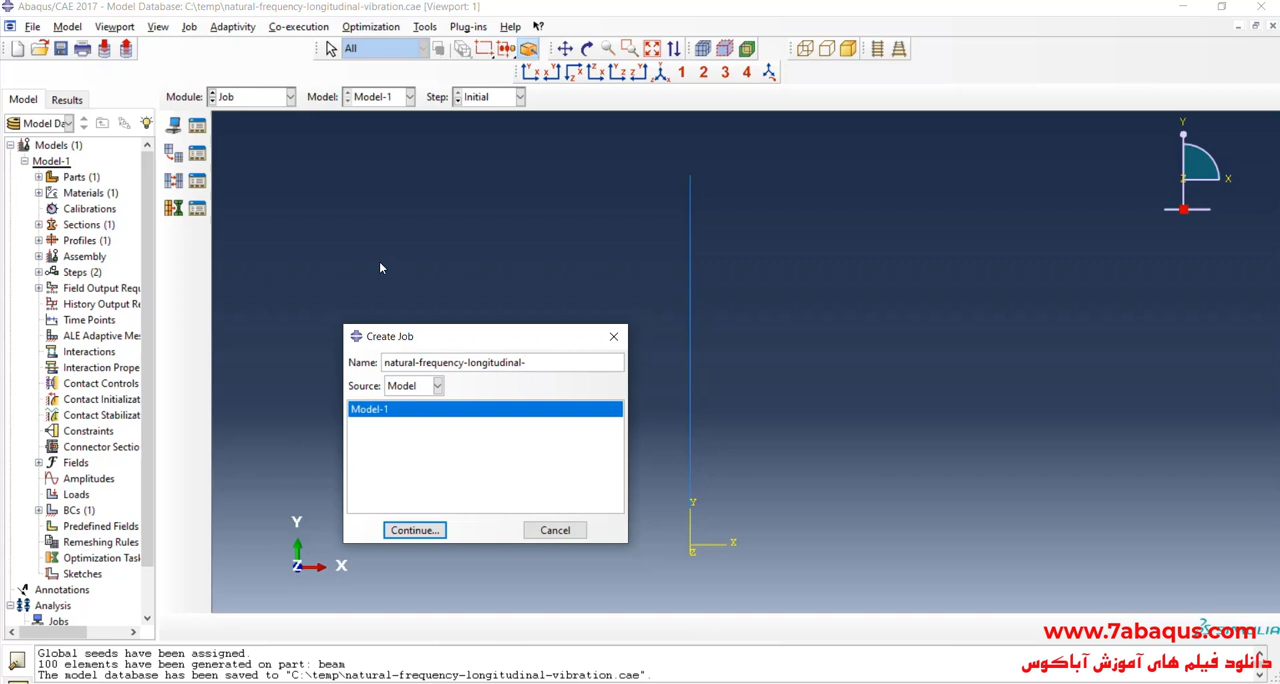 Abaqus/CAE 2017 - Model Database: C:\temp\natural-frequency-longitudinal-vibration.cae [Viewport: 1]
File Model Viewport View Job Adaptivity Co-execution Optimization Tools Plug-ins Help
All
1 2 3 4
Model Results Module: Job Model: Model-1 Step: Initial
Model Da
Models (1)
Model-1
Parts (1)
Materials (1)
Calibrations
Sections (1)
Profiles (1)
Assembly
Steps (2)
Field Output Requ
History Output Re
Time Points
ALE Adaptive Mes
Interactions
Interaction Prope
Contact Controls
Contact Initializat
Contact Stabilizat
Constraints
Connector Sectio
Fields
Amplitudes
Loads
BCs (1)
Predefined Fields
Remeshing Rules
Optimization Task
Sketches
Annotations
Analysis
Jobs
Create Job
Name: natural-frequency-longitudinal-
Source: Model
Model-1
Continue... Cancel
Y
X
Z
Y
X
Z
Y
X
Z
www.7abaqus.com
دانلود فیلم های آموزش آباکوس
Global seeds have been assigned.
100 elements have been generated on part: beam
The model database has been saved to "C:\temp\natural-frequency-longitudinal-vibration.cae".